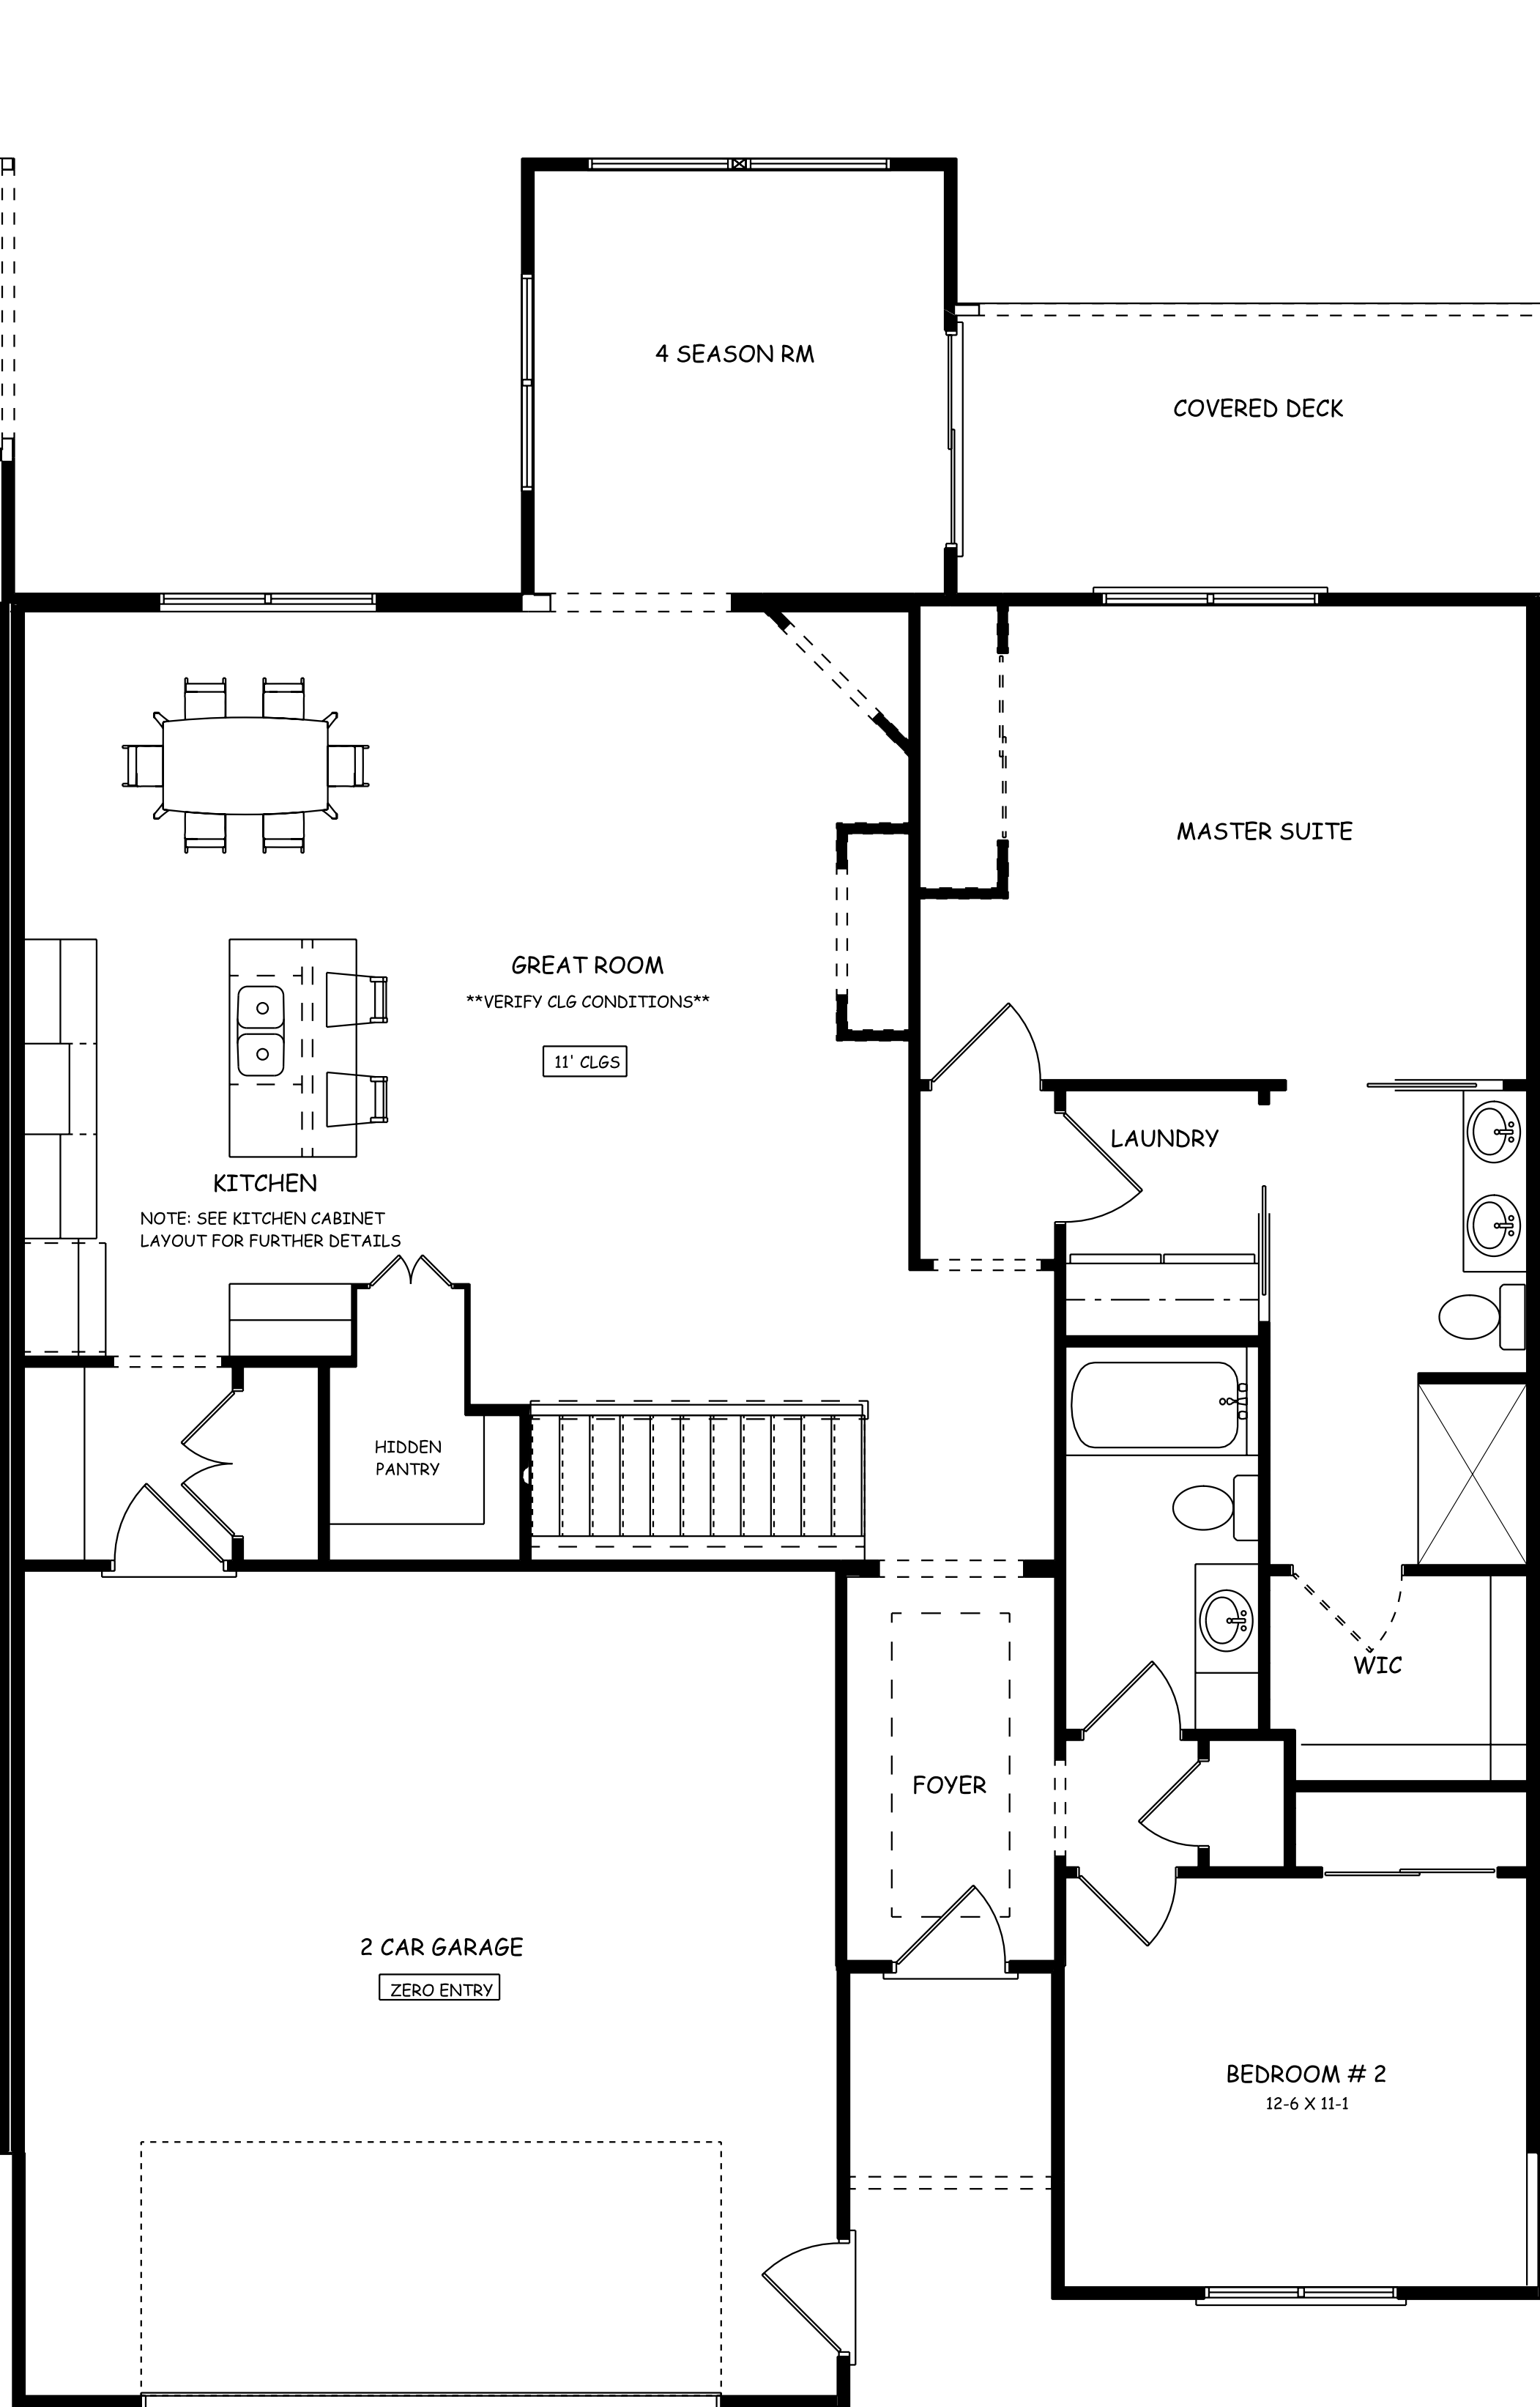 4 SEASON RM
COVERED DECK
MASTER SUITE
GREAT ROOM
**VERIFY CLG CONDITIONS**
11' CLGS
LAUNDRY
KITCHEN
NOTE: SEE KITCHEN CABINET
LAYOUT FOR FURTHER DETAILS
HIDDEN
PANTRY
WIC
FOYER
2 CAR GARAGE
ZERO ENTRY
BEDROOM # 2
12-6 X 11-1